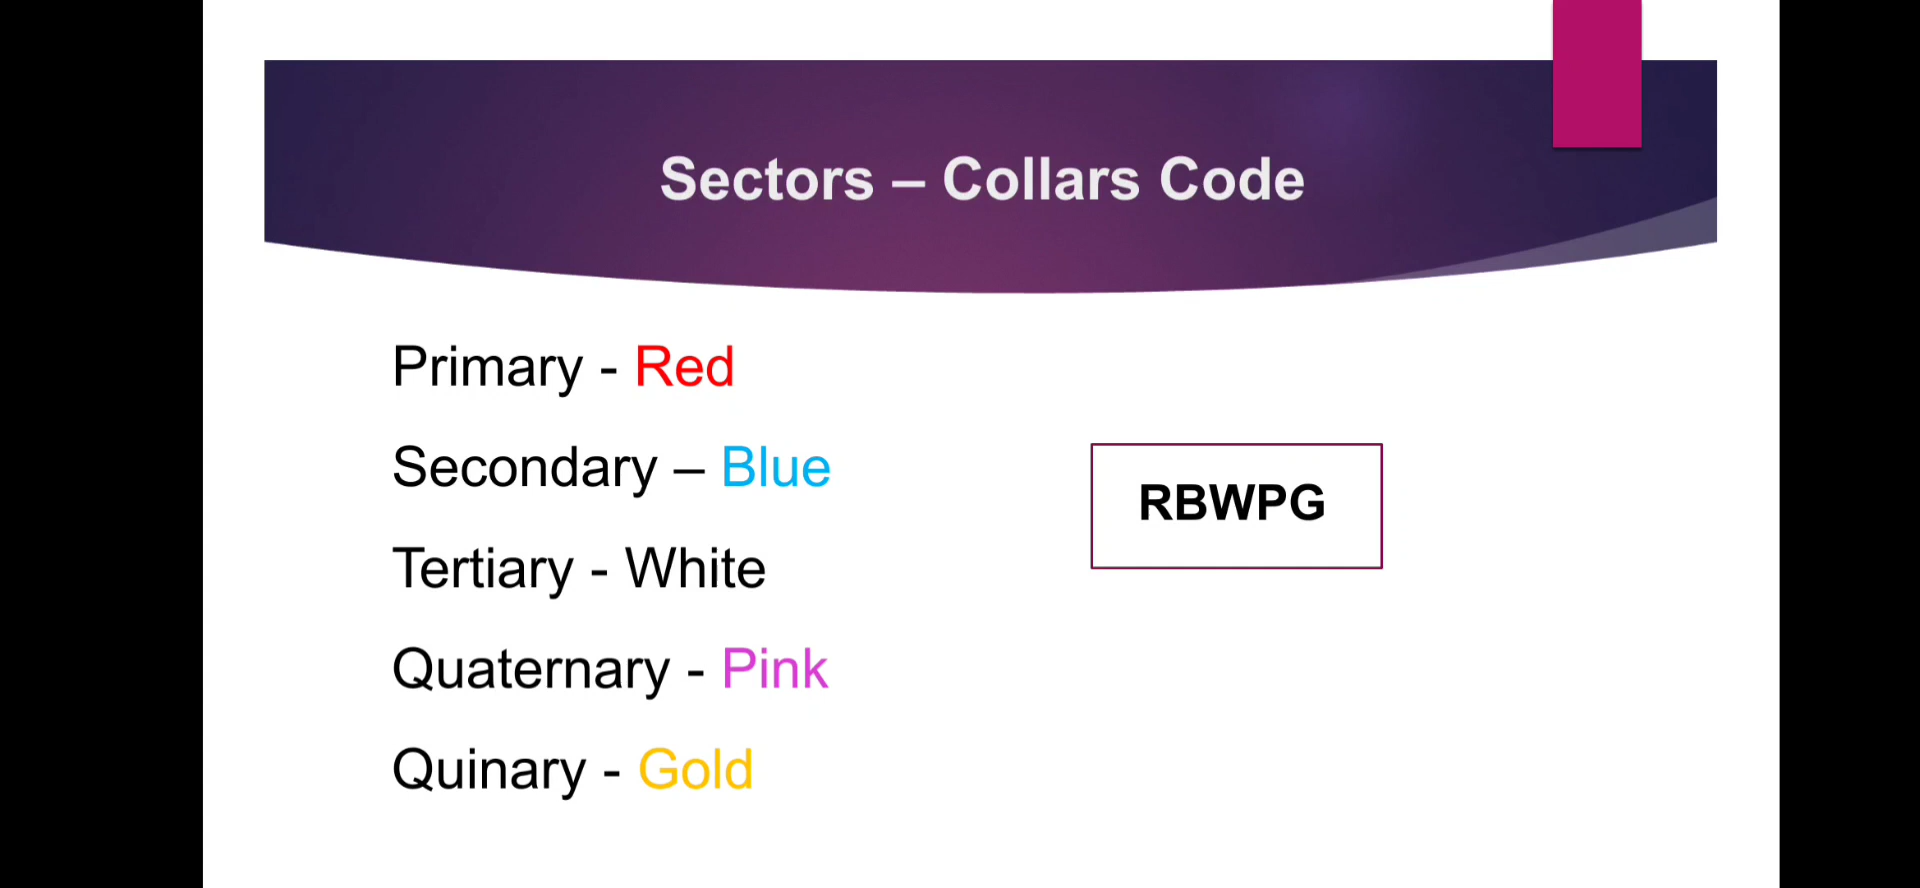 Sectors – Collars Code
Primary - Red
Secondary – Blue
Tertiary - White
Quaternary - Pink
Quinary - Gold
RBWPG